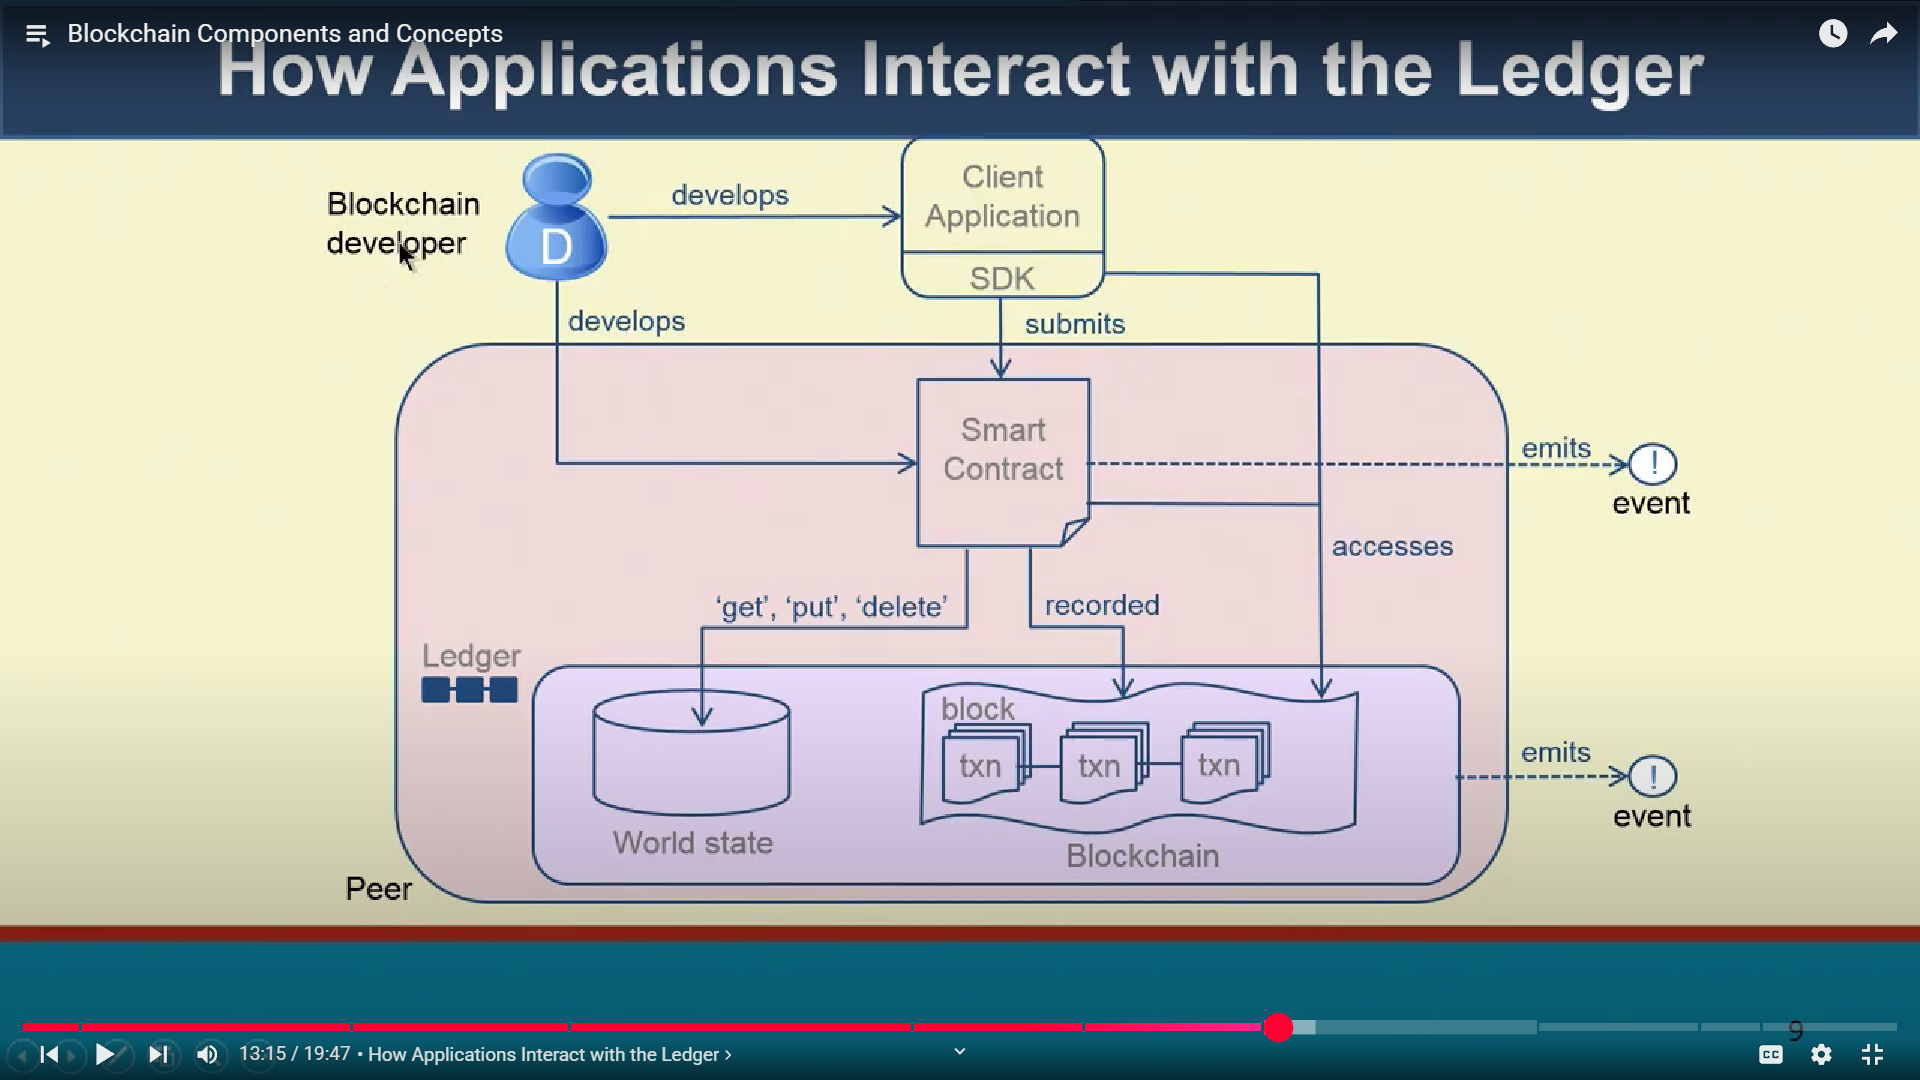 Blockchain Components and Concepts
How Applications Interact with the Ledger
Blockchain
developer
D
develops
Client
Application
SDK
develops
submits
Smart
Contract
emits
!
event
accesses
'get', 'put', 'delete'
recorded
Ledger
block
txn
txn
txn
World state
Blockchain
emits
!
event
Peer
9
13:15 / 19:47 • How Applications Interact with the Ledger ›
CC